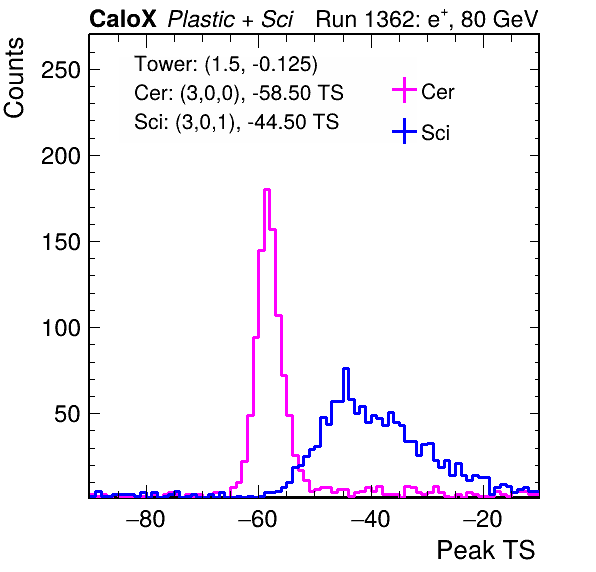 CaloX Plastic + Sci Run 1362: e+, 80 GeV
Counts
Tower: (1.5, -0.125)
Cer: (3,0,0), -58.50 TS
Sci: (3,0,1), -44.50 TS
Cer
Sci
250
200
150
100
50
−80 −60 −40 −20
Peak TS